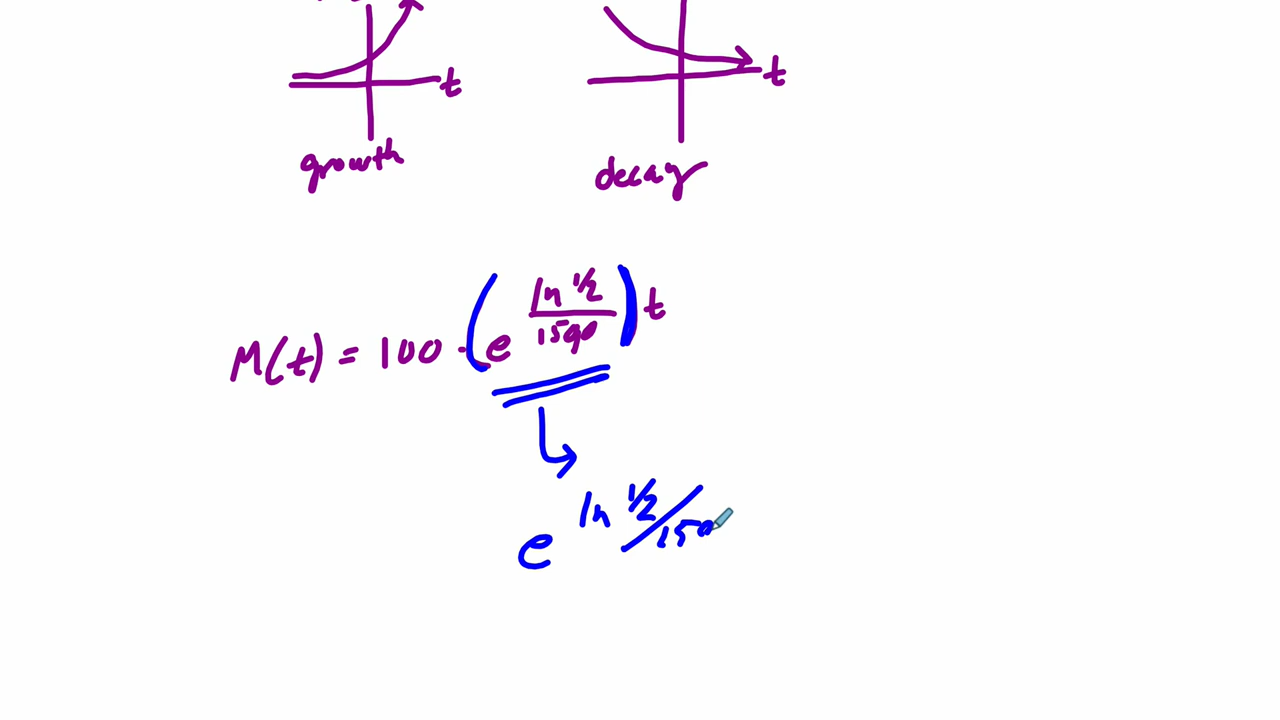 t t
growth decay
M(t) = 100 · (e^(ln 1/2 / 1590)) t
e^(ln 1/2 / 159